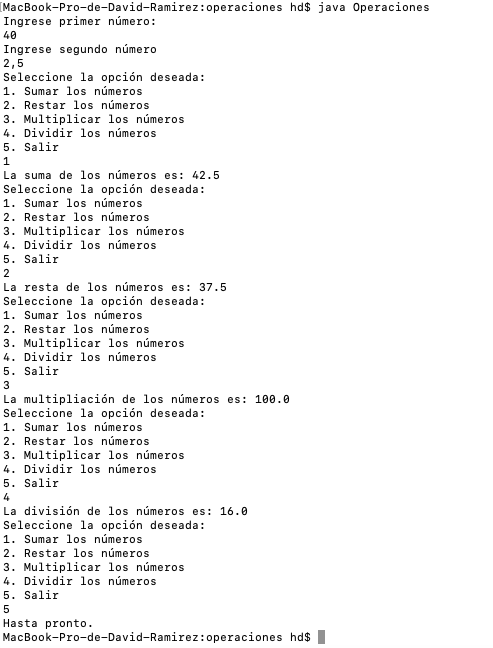 [MacBook-Pro-de-David-Ramirez:operaciones hd$ java Operaciones
Ingrese primer número:
40
Ingrese segundo número
2,5
Seleccione la opción deseada:
1. Sumar los números
2. Restar los números
3. Multiplicar los números
4. Dividir los números
5. Salir
1
La suma de los números es: 42.5
Seleccione la opción deseada:
1. Sumar los números
2. Restar los números
3. Multiplicar los números
4. Dividir los números
5. Salir
2
La resta de los números es: 37.5
Seleccione la opción deseada:
1. Sumar los números
2. Restar los números
3. Multiplicar los números
4. Dividir los números
5. Salir
3
La multipliación de los números es: 100.0
Seleccione la opción deseada:
1. Sumar los números
2. Restar los números
3. Multiplicar los números
4. Dividir los números
5. Salir
4
La división de los números es: 16.0
Seleccione la opción deseada:
1. Sumar los números
2. Restar los números
3. Multiplicar los números
4. Dividir los números
5. Salir
5
Hasta pronto.
MacBook-Pro-de-David-Ramirez:operaciones hd$